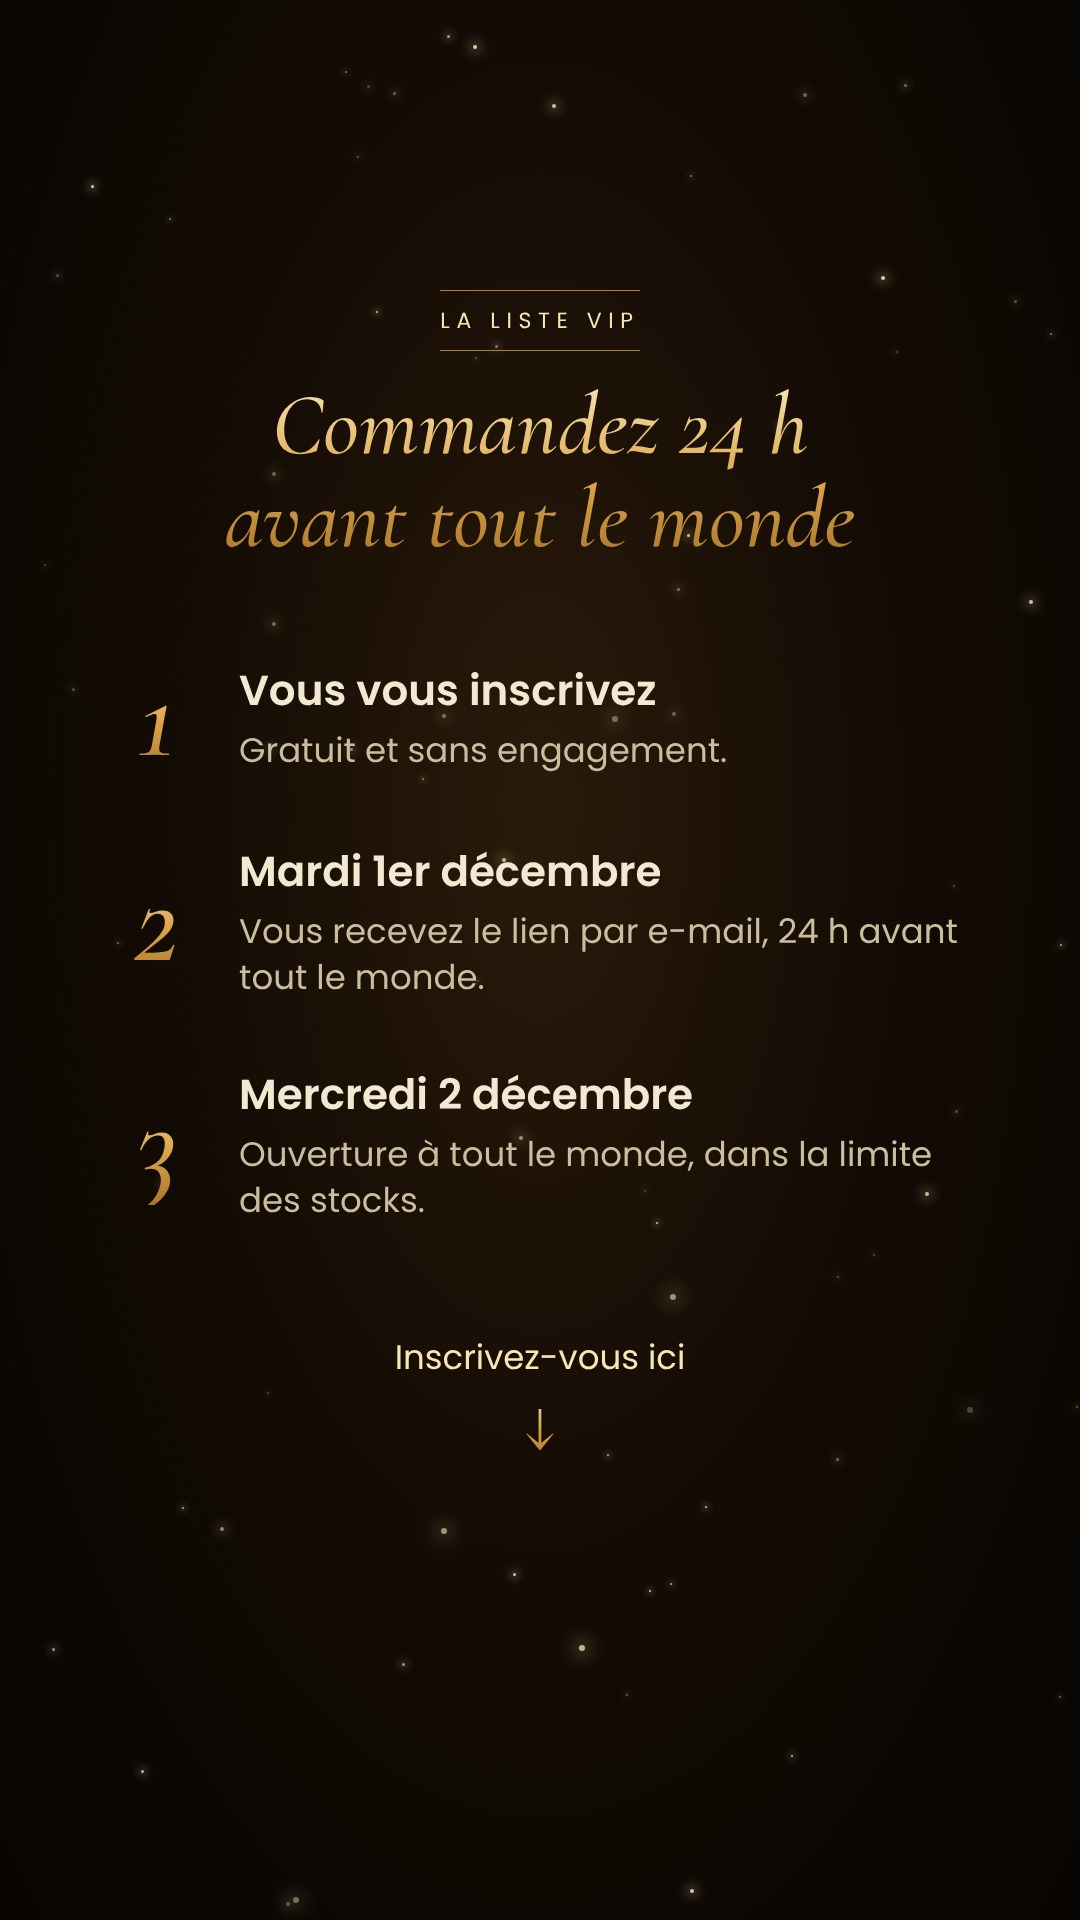 LA LISTE VIP
Commandez 24 h
avant tout le monde
1
Vous vous inscrivez
Gratuit et sans engagement.
2
Mardi 1er décembre
Vous recevez le lien par e-mail, 24 h avant
tout le monde.
3
Mercredi 2 décembre
Ouverture à tout le monde, dans la limite
des stocks.
Inscrivez-vous ici
↓